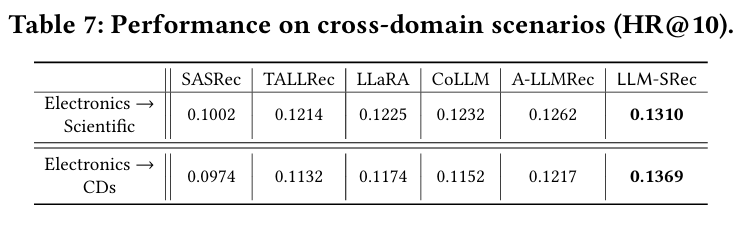 Table 7: Performance on cross-domain scenarios (HR@10).
SASRec TALLRec LLaRA CoLLM A-LLMRec LLM-SRec
Electronics →
Scientific 0.1002 0.1214 0.1225 0.1232 0.1262 0.1310
Electronics →
CDs 0.0974 0.1132 0.1174 0.1152 0.1217 0.1369